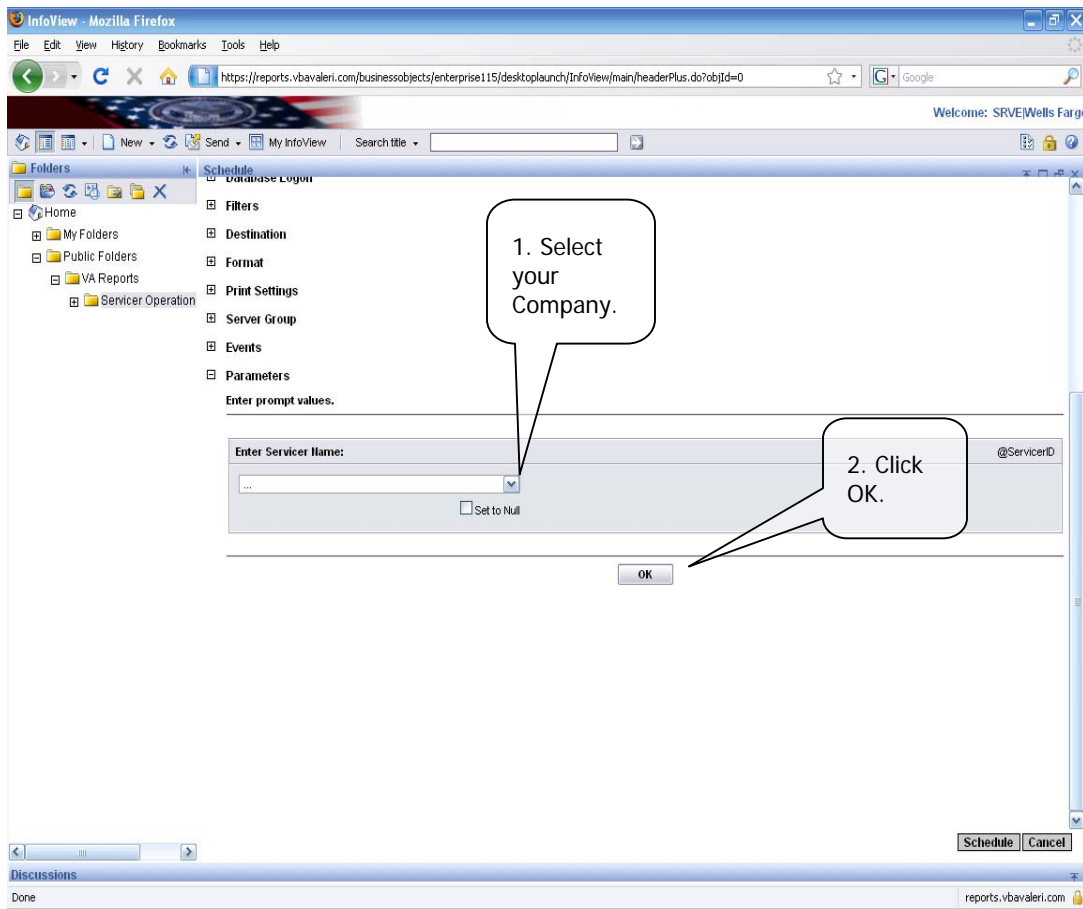 InfoView - Mozilla Firefox
File Edit View History Bookmarks Tools Help
https://reports.vbavaleri.com/businessobjects/enterprise115/desktoplaunch/InfoView/main/headerPlus.do?objId=0
G Google
Welcome: SRVE|Wells Fargo
New Send My InfoView Search title
Folders
Schedule
Database Logon
Home
My Folders
Public Folders
VA Reports
Servicer Operation
Filters
Destination
Format
Print Settings
Server Group
Events
Parameters
Enter prompt values.
1. Select
your
Company.
Enter Servicer Name:
@ServicerID
...
Set to Null
2. Click
OK.
OK
Schedule Cancel
Discussions
Done
reports.vbavaleri.com